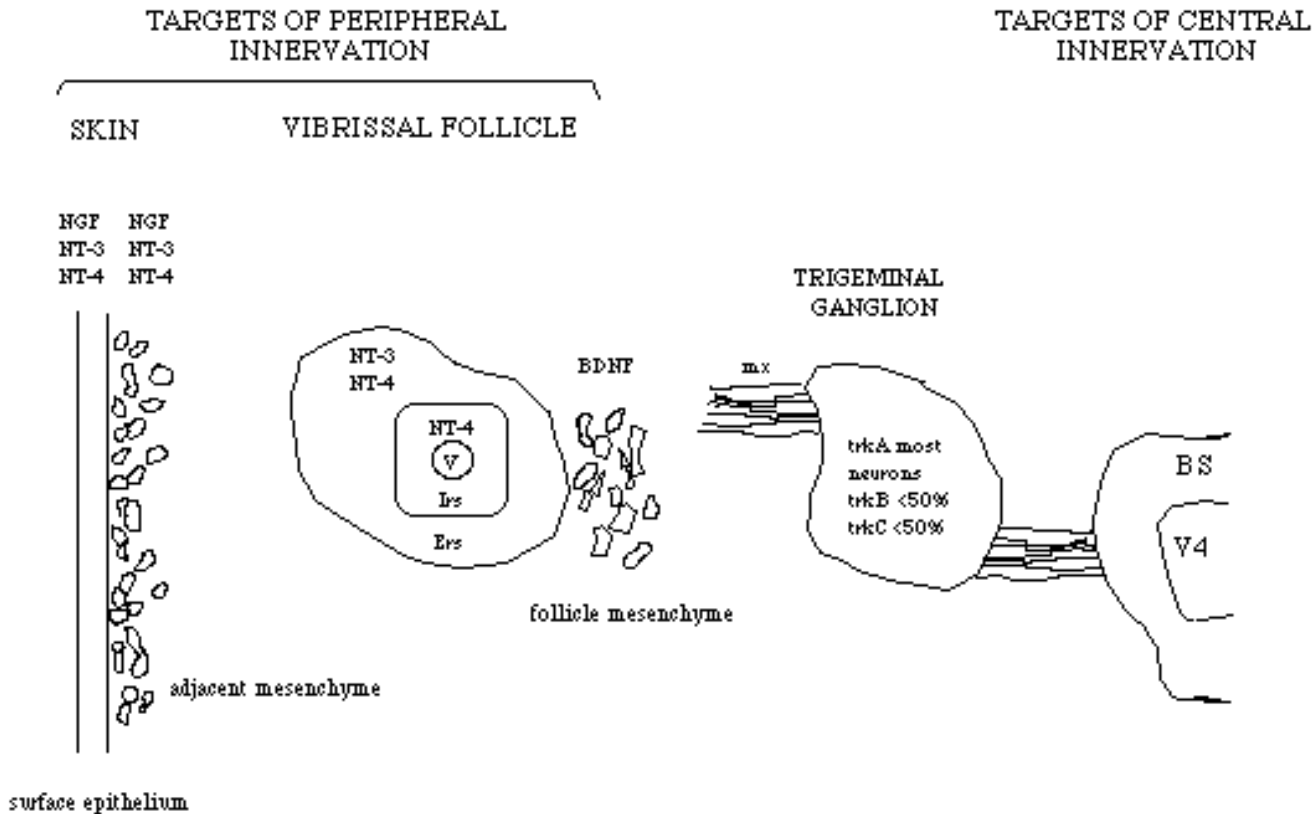 TARGETS OF PERIPHERAL
INNERVATION
TARGETS OF CENTRAL
INNERVATION
SKIN
VIBRISSAL FOLLICLE
NGF NGF
NT-3 NT-3
NT-4 NT-4
TRIGEMINAL
GANGLION
NT-3
NT-4
BDNF
mx
NT-4
V
Irs
Ers
trkA most
neurons
trkB <50%
trkC <50%
BS
V4
follicle mesenchyme
adjacent mesenchyme
surface epithelium